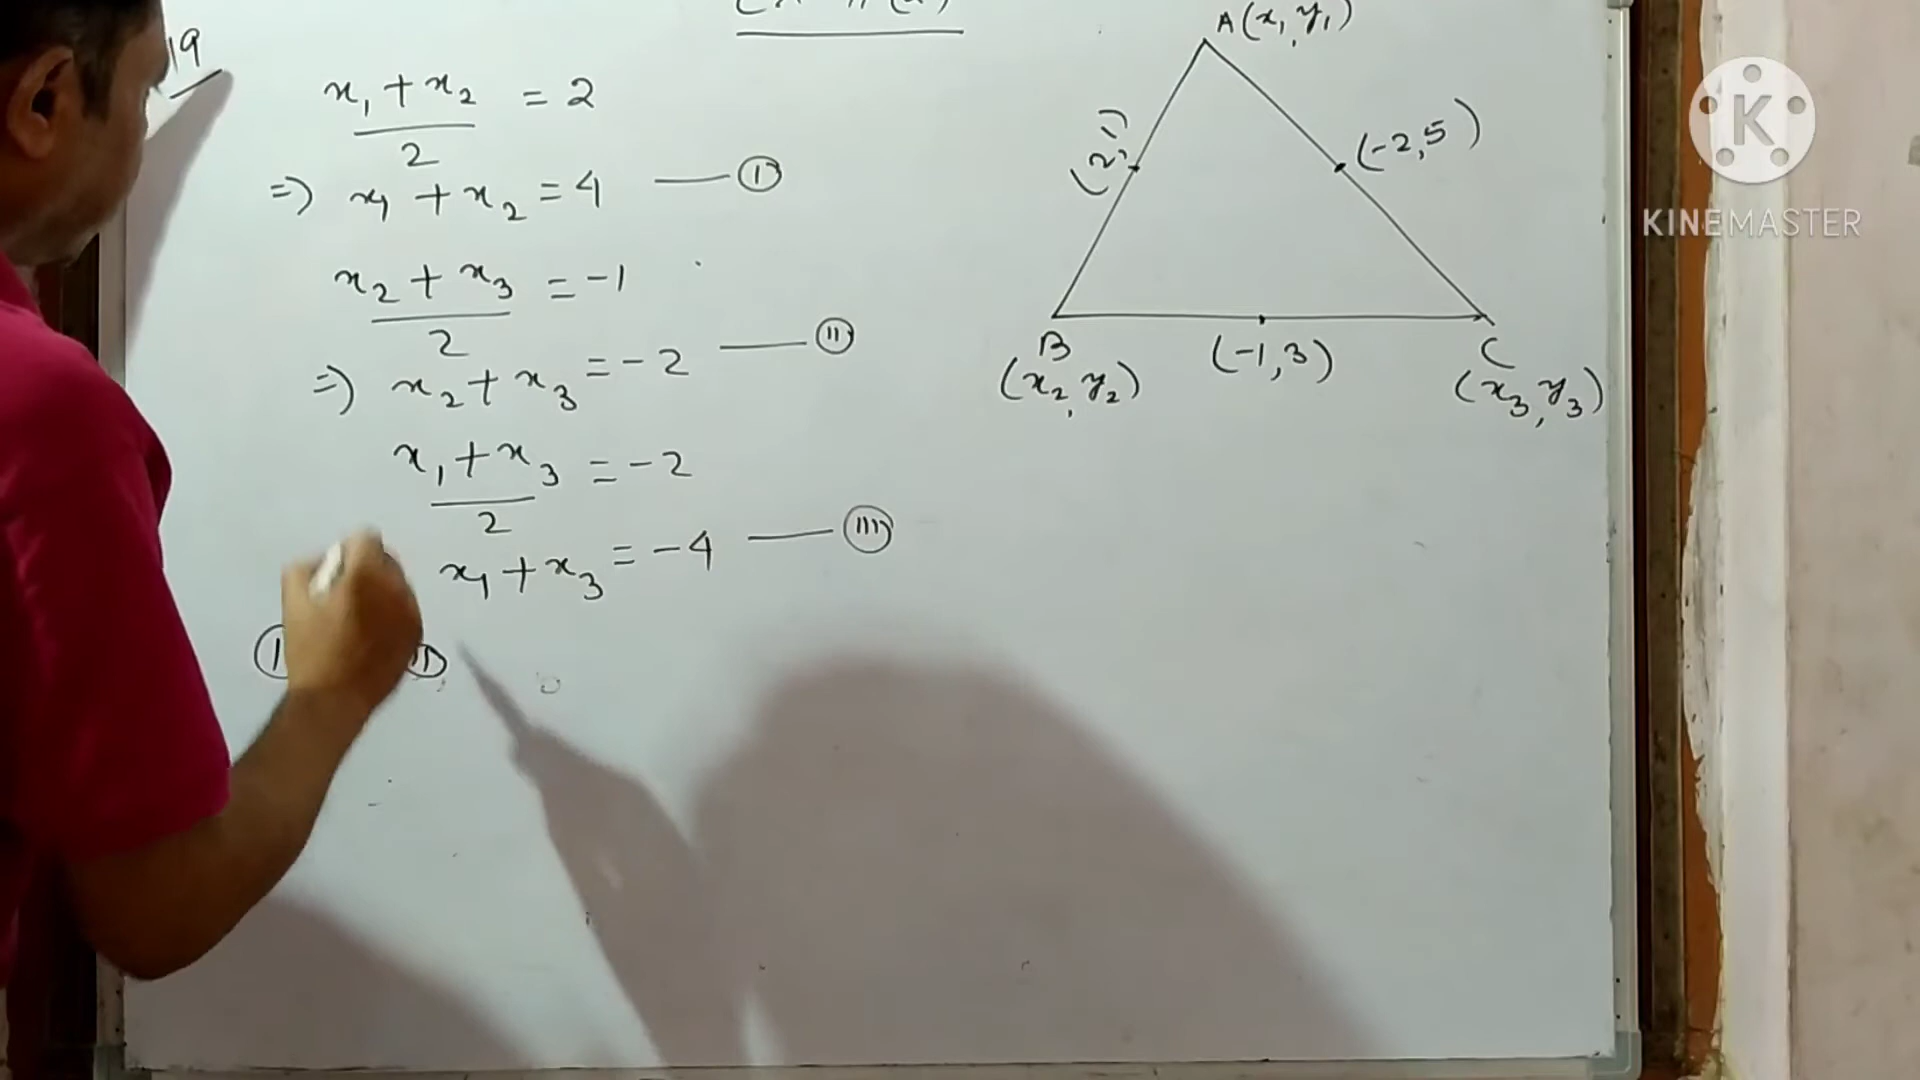 19
x₁ + x₂ / 2 = 2
=) x₁ + x₂ = 4 —— (I)
x₂ + x₃ / 2 = -1
=) x₂ + x₃ = -2 —— (II)
x₁ + x₃ / 2 = -2
x₁ + x₃ = -4 —— (III)
A(x₁, y₁)
(2, 1)
(-2, 5)
B
(x₂, y₂)
(-1, 3)
C
(x₃, y₃)
K
KINEMASTER